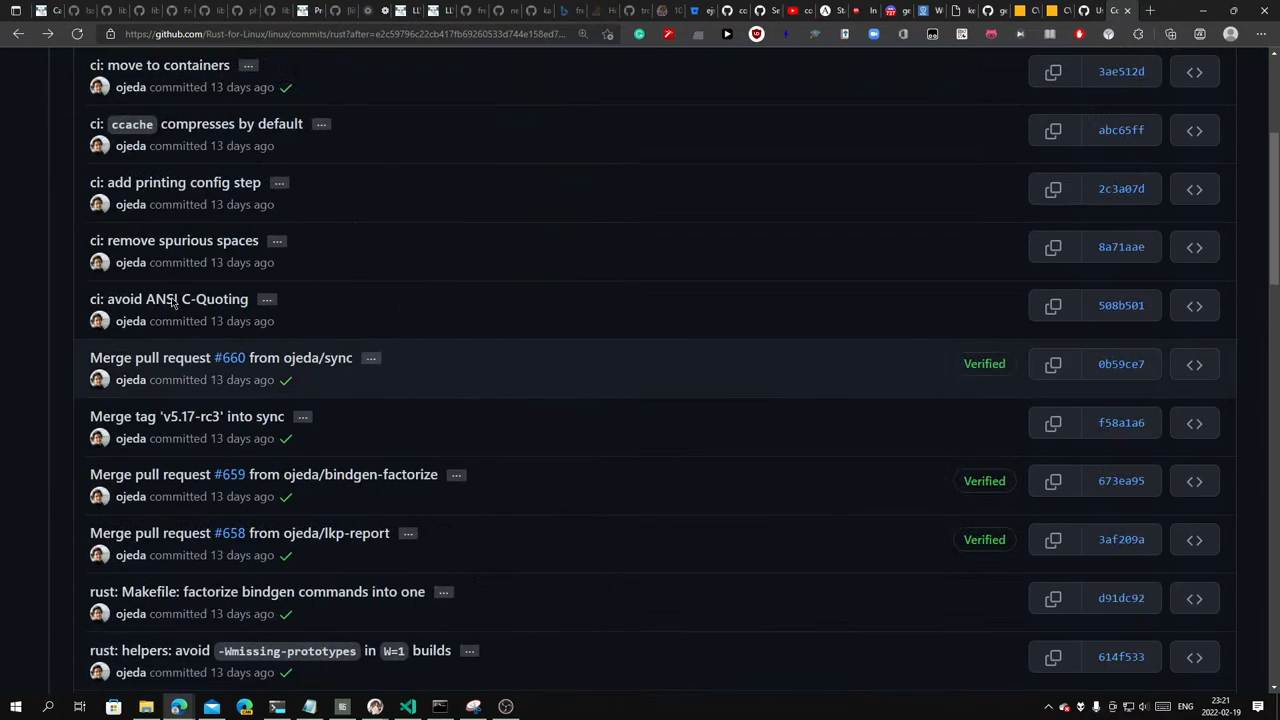 https://github.com/Rust-for-Linux/linux/commits/rust?after=e2c59796c22cb417fb69260533d744e158ed7...
ci: move to containers ...
ojeda committed 13 days ago
3ae512d
ci: ccache compresses by default ...
ojeda committed 13 days ago
abc65ff
ci: add printing config step ...
ojeda committed 13 days ago
2c3a07d
ci: remove spurious spaces ...
ojeda committed 13 days ago
8a71aae
ci: avoid ANSI C-Quoting ...
ojeda committed 13 days ago
508b501
Merge pull request #660 from ojeda/sync ...
ojeda committed 13 days ago
Verified
0b59ce7
Merge tag 'v5.17-rc3' into sync ...
ojeda committed 13 days ago
f58a1a6
Merge pull request #659 from ojeda/bindgen-factorize ...
ojeda committed 13 days ago
Verified
673ea95
Merge pull request #658 from ojeda/lkp-report ...
ojeda committed 13 days ago
Verified
3af209a
rust: Makefile: factorize bindgen commands into one ...
ojeda committed 13 days ago
d91dc92
rust: helpers: avoid -Wmissing-prototypes in W=1 builds ...
ojeda committed 13 days ago
614f533
23:21
2022-02-19